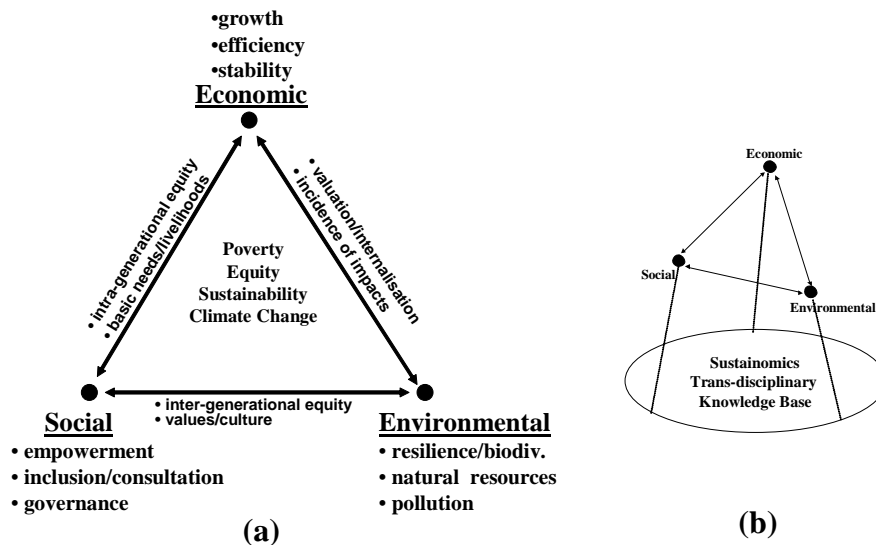 •growth
•efficiency
•stability
Economic
• intra-generational equity
• basic needs/livelihoods
• valuation/internalisation
• incidence of impacts
Poverty
Equity
Sustainability
Climate Change
• inter-generational equity
• values/culture
Social
• empowerment
• inclusion/consultation
• governance
Environmental
• resilience/biodiv.
• natural resources
• pollution
(a)
Economic
Social
Environmental
Sustainomics
Trans-disciplinary
Knowledge Base
(b)